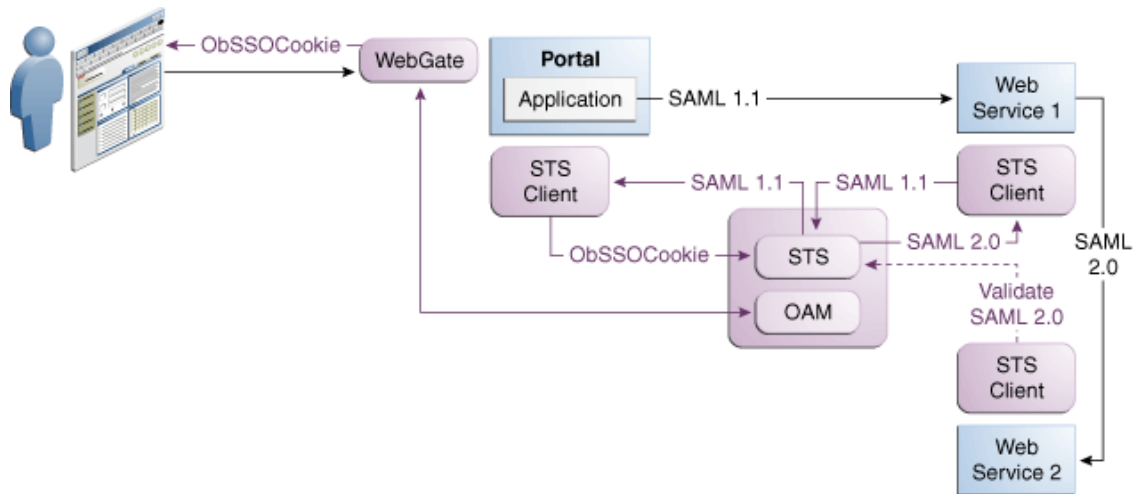 ObSSOCookie
WebGate
Portal
Application
SAML 1.1
Web
Service 1
STS
Client
SAML 1.1
SAML 1.1
STS
Client
ObSSOCookie
STS
SAML 2.0
SAML
2.0
OAM
Validate
SAML 2.0
STS
Client
Web
Service 2